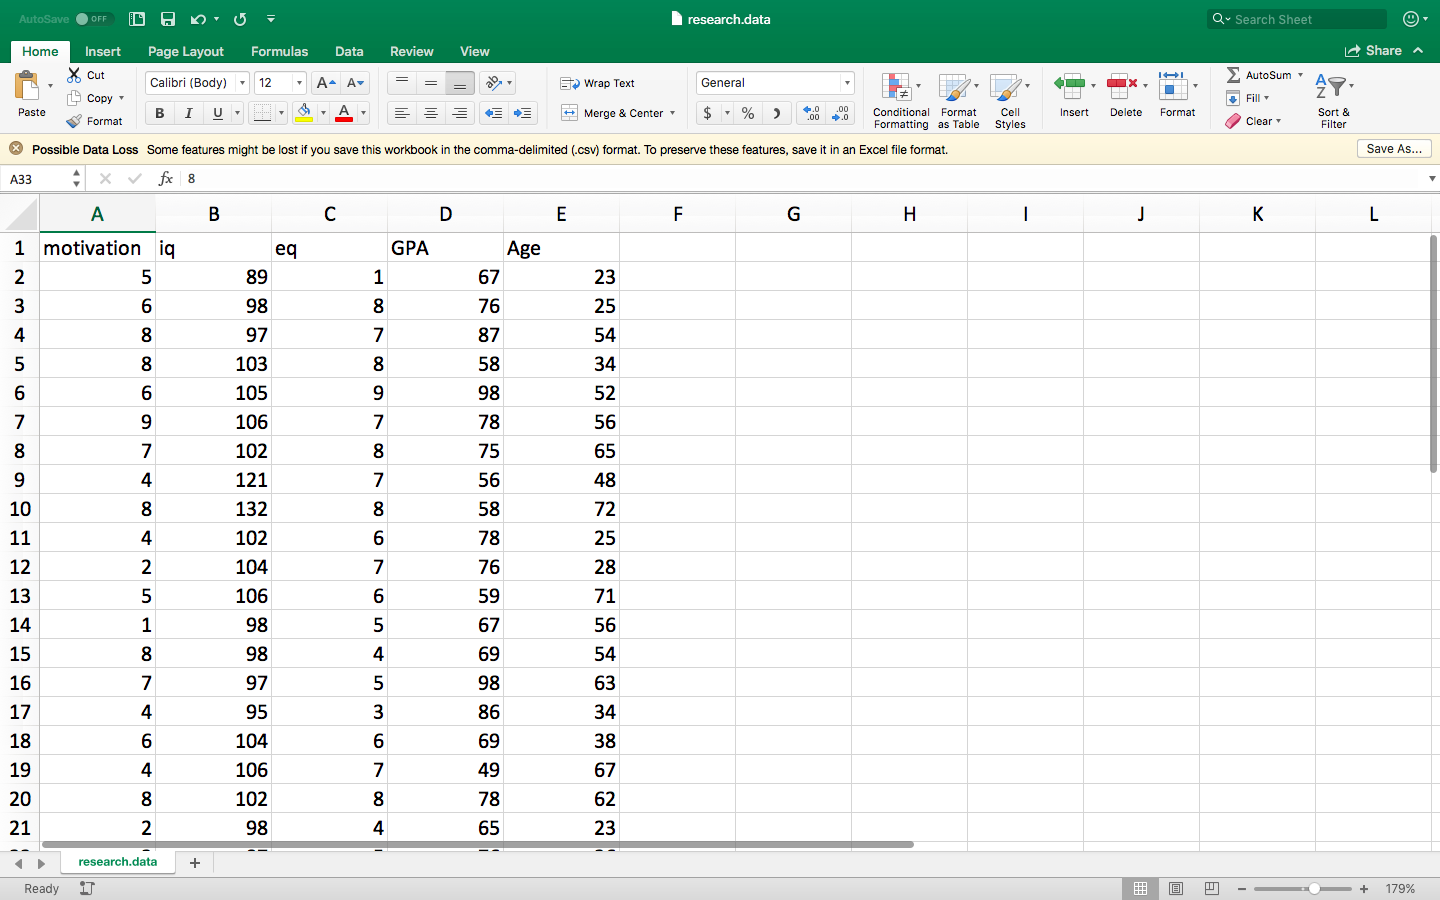 AutoSave OFF research.data Search Sheet
Home Insert Page Layout Formulas Data Review View Share
Paste Cut Copy Format
Calibri (Body) 12 A A
B I U A
Wrap Text
Merge & Center
General
$ % )
.0 .00 .00 .0
Conditional Formatting Format as Table Cell Styles Insert Delete Format
AutoSum Fill Clear
A Z Sort & Filter
Possible Data Loss Some features might be lost if you save this workbook in the comma-delimited (.csv) format. To preserve these features, save it in an Excel file format. Save As...
A33 fx 8
A B C D E F G H I J K L
1 motivation iq eq GPA Age
2 5 89 1 67 23
3 6 98 8 76 25
4 8 97 7 87 54
5 8 103 8 58 34
6 6 105 9 98 52
7 9 106 7 78 56
8 7 102 8 75 65
9 4 121 7 56 48
10 8 132 8 58 72
11 4 102 6 78 25
12 2 104 7 76 28
13 5 106 6 59 71
14 1 98 5 67 56
15 8 98 4 69 54
16 7 97 5 98 63
17 4 95 3 86 34
18 6 104 6 69 38
19 4 106 7 49 67
20 8 102 8 78 62
21 2 98 4 65 23
research.data +
Ready 179%